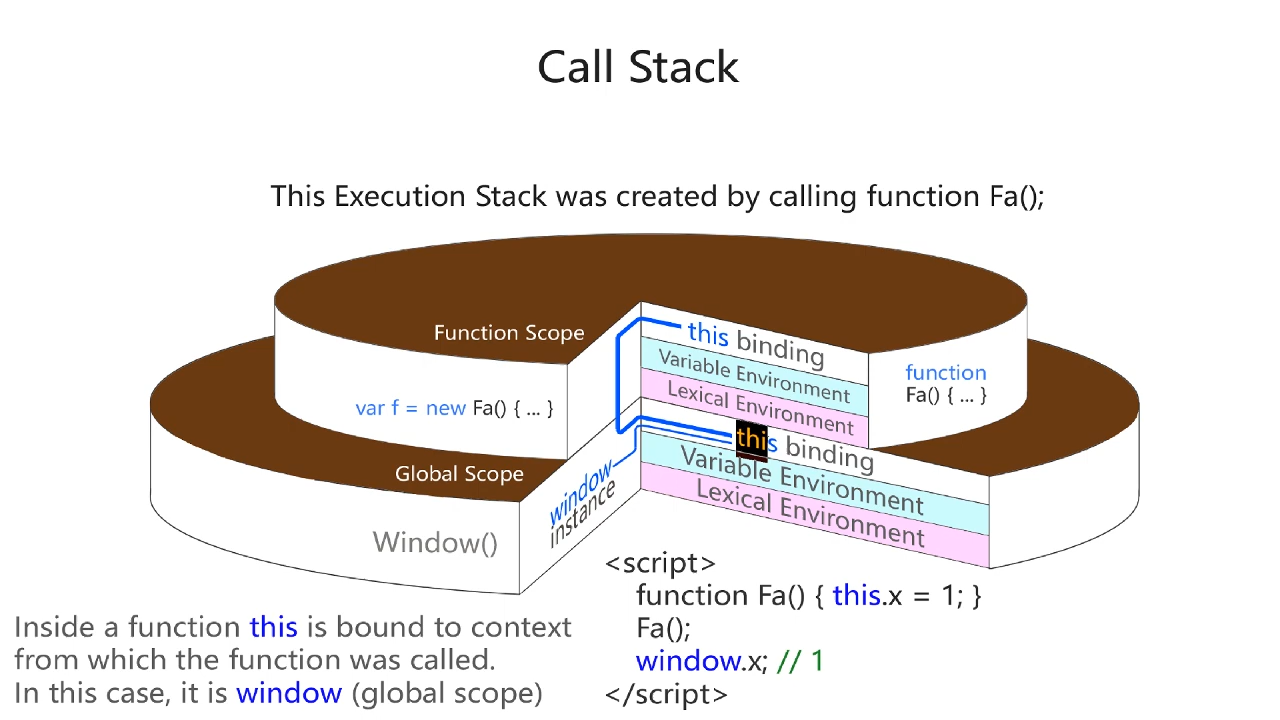 Call Stack
This Execution Stack was created by calling function Fa();
Function Scope
this binding
Variable Environment
Lexical Environment
function
Fa() { ... }
var f = new Fa() { ... }
Global Scope
this binding
Variable Environment
Lexical Environment
window
instance
Window()
<script>
function Fa() { this.x = 1; }
Fa();
window.x; // 1
</script>
Inside a function this is bound to context
from which the function was called.
In this case, it is window (global scope)